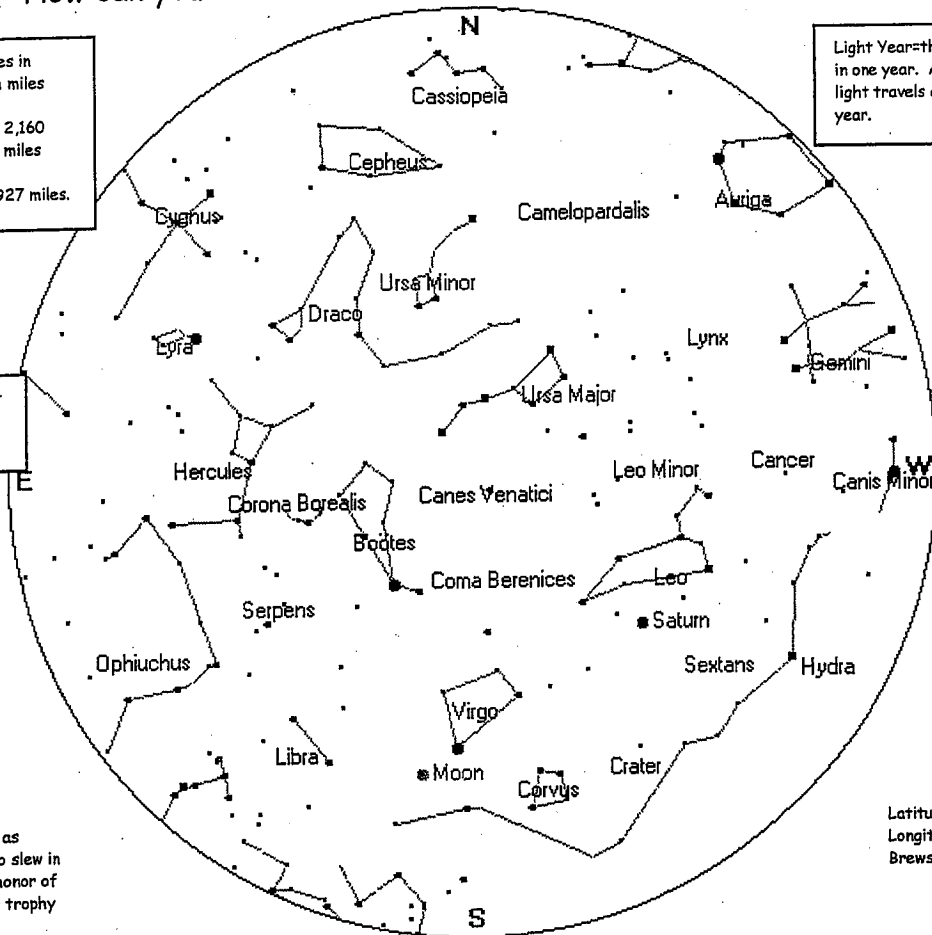 N
es in
miles
2,160
miles
927 miles.
Light Year=th
in one year. A
light travels
year.
Cassiopeia
Cepheus
Auriga
Cygnus
Camelopardalis
Ursa Minor
Draco
Lyra
Lynx
Gemini
Ursa Major
Hercules
Leo Minor
Cancer
W
E
Canis Minor
Corona Borealis
Canes Venatici
Bootes
Coma Berenices
Leo
Serpens
Saturn
Ophiuchus
Sextans
Hydra
Virgo
Libra
Moon
Crater
Corvus
as
o slew in
honor of
trophy
Latitu
Longit
Brews
S